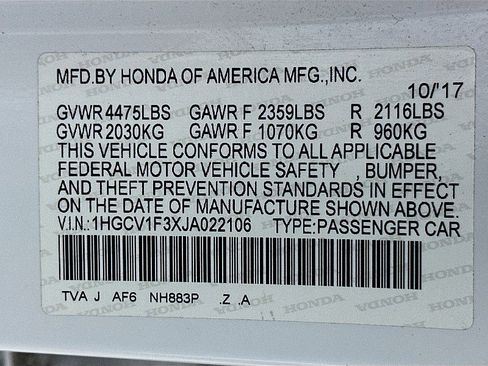 MFD.BY HONDA OF AMERICA MFG.,INC.
10/'17
GVWR 4475LBS GAWR F 2359LBS R 2116LBS
GVWR 2030KG GAWR F 1070KG R 960KG
THIS VEHICLE CONFORMS TO ALL APPLICABLE
FEDERAL MOTOR VEHICLE SAFETY , BUMPER,
AND THEFT PREVENTION STANDARDS IN EFFECT
ON THE DATE OF MANUFACTURE SHOWN ABOVE.
V.I.N.: 1HGCV1F3XJA022106 TYPE:PASSENGER CAR
TVA J AF6 NH883P .Z .A